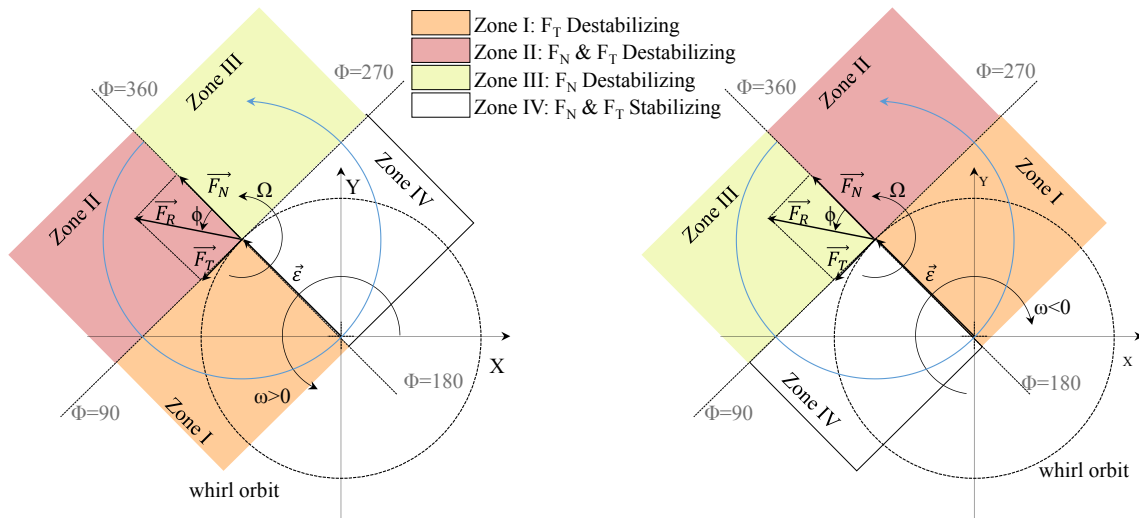 Zone I: F_T Destabilizing
Zone II: F_N & F_T Destabilizing
Zone III: F_N Destabilizing
Zone IV: F_N & F_T Stabilizing
Zone III
Φ=360
Φ=270
Zone II
Zone IV
Y
F_N
Ω
F_R
ϕ
F_T
ε
X
ω>0
Φ=180
Φ=90
Zone I
whirl orbit
Zone II
Φ=360
Φ=270
Zone III
Zone I
Y
F_N
Ω
F_R
ϕ
F_T
ε
ω<0
X
Φ=180
Φ=90
Zone IV
whirl orbit